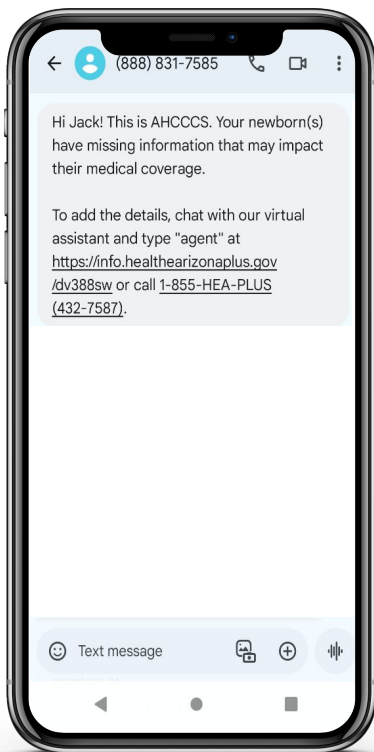 (888) 831-7585
Hi Jack! This is AHCCCS. Your newborn(s)
have missing information that may impact
their medical coverage.
To add the details, chat with our virtual
assistant and type "agent" at
https://info.healthearizonaplus.gov
/dv388sw or call 1-855-HEA-PLUS
(432-7587).
Text message